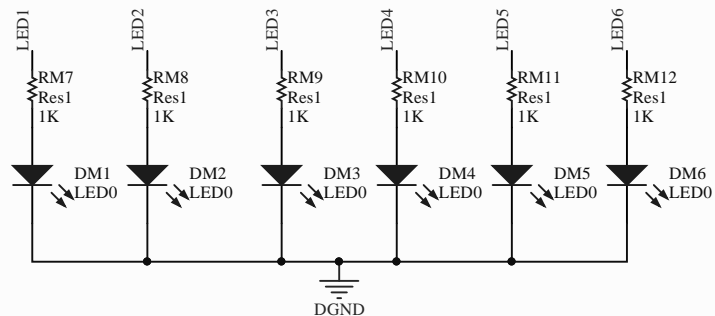 LED1
LED2
LED3
LED4
LED5
LED6
RM7
Res1
1K
RM8
Res1
1K
RM9
Res1
1K
RM10
Res1
1K
RM11
Res1
1K
RM12
Res1
1K
DM1
LED0
DM2
LED0
DM3
LED0
DM4
LED0
DM5
LED0
DM6
LED0
DGND